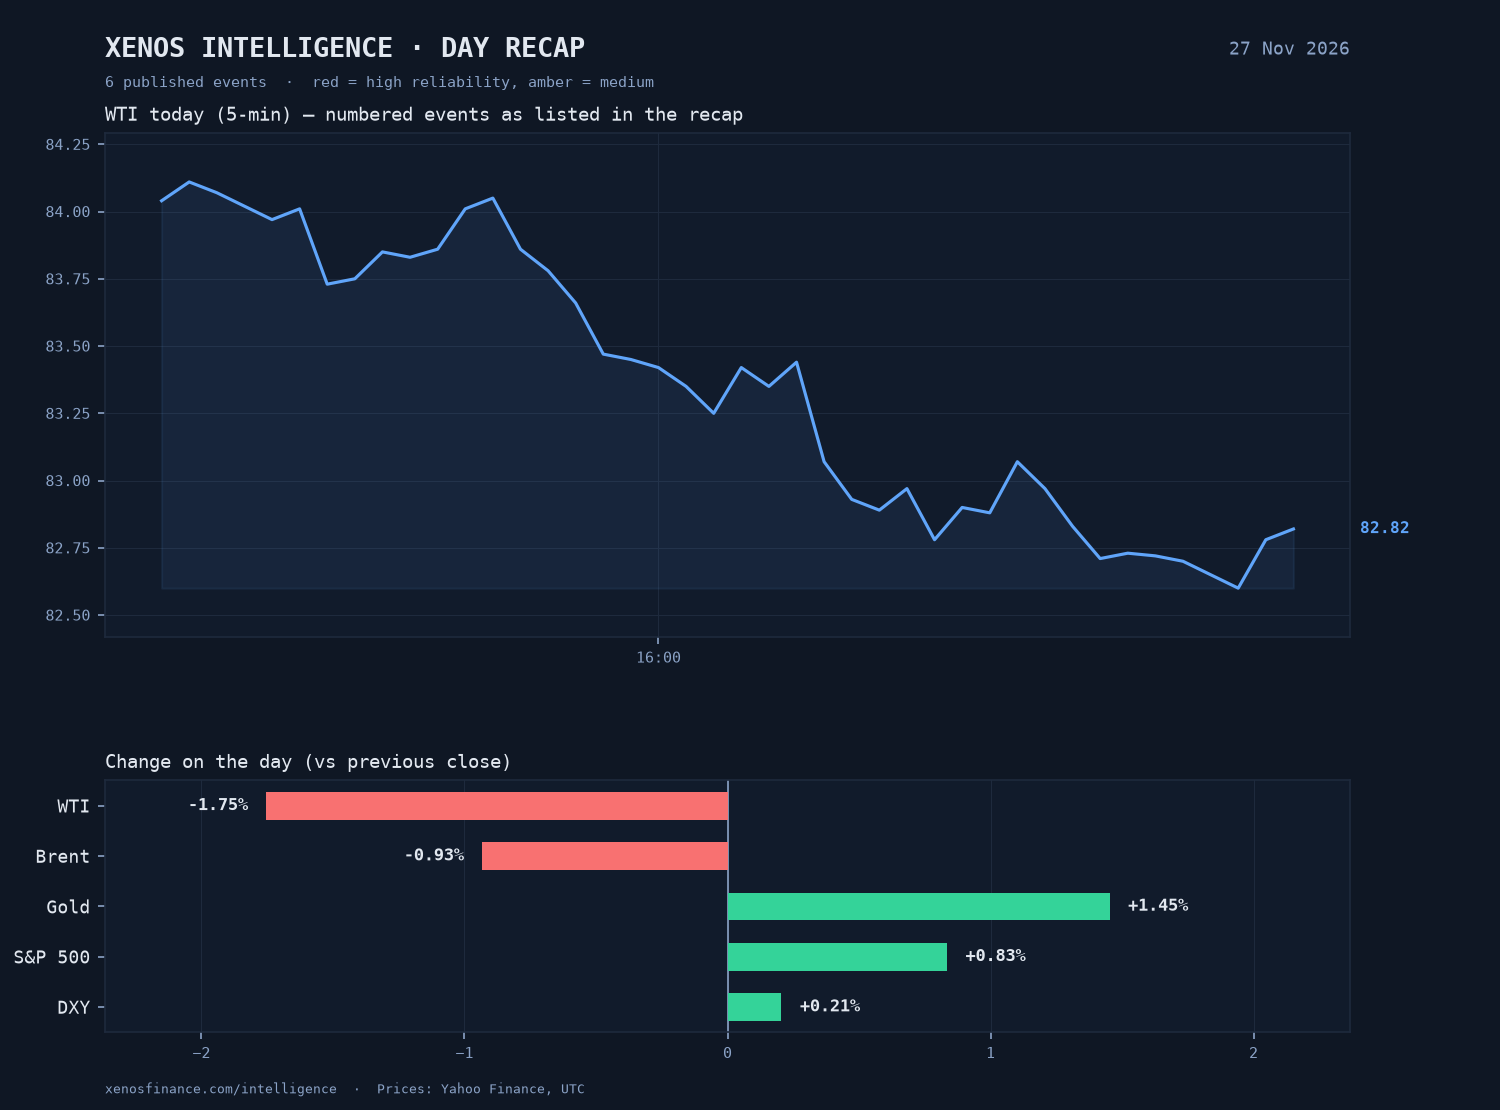 XENOS INTELLIGENCE · DAY RECAP
27 Nov 2026
6 published events · red = high reliability, amber = medium
WTI today (5-min) — numbered events as listed in the recap
84.25
84.00
83.75
83.50
83.25
83.00
82.75
82.50
82.82
16:00
Change on the day (vs previous close)
WTI
-1.75%
Brent
-0.93%
Gold
+1.45%
S&P 500
+0.83%
DXY
+0.21%
−2
−1
0
1
2
xenosfinance.com/intelligence · Prices: Yahoo Finance, UTC